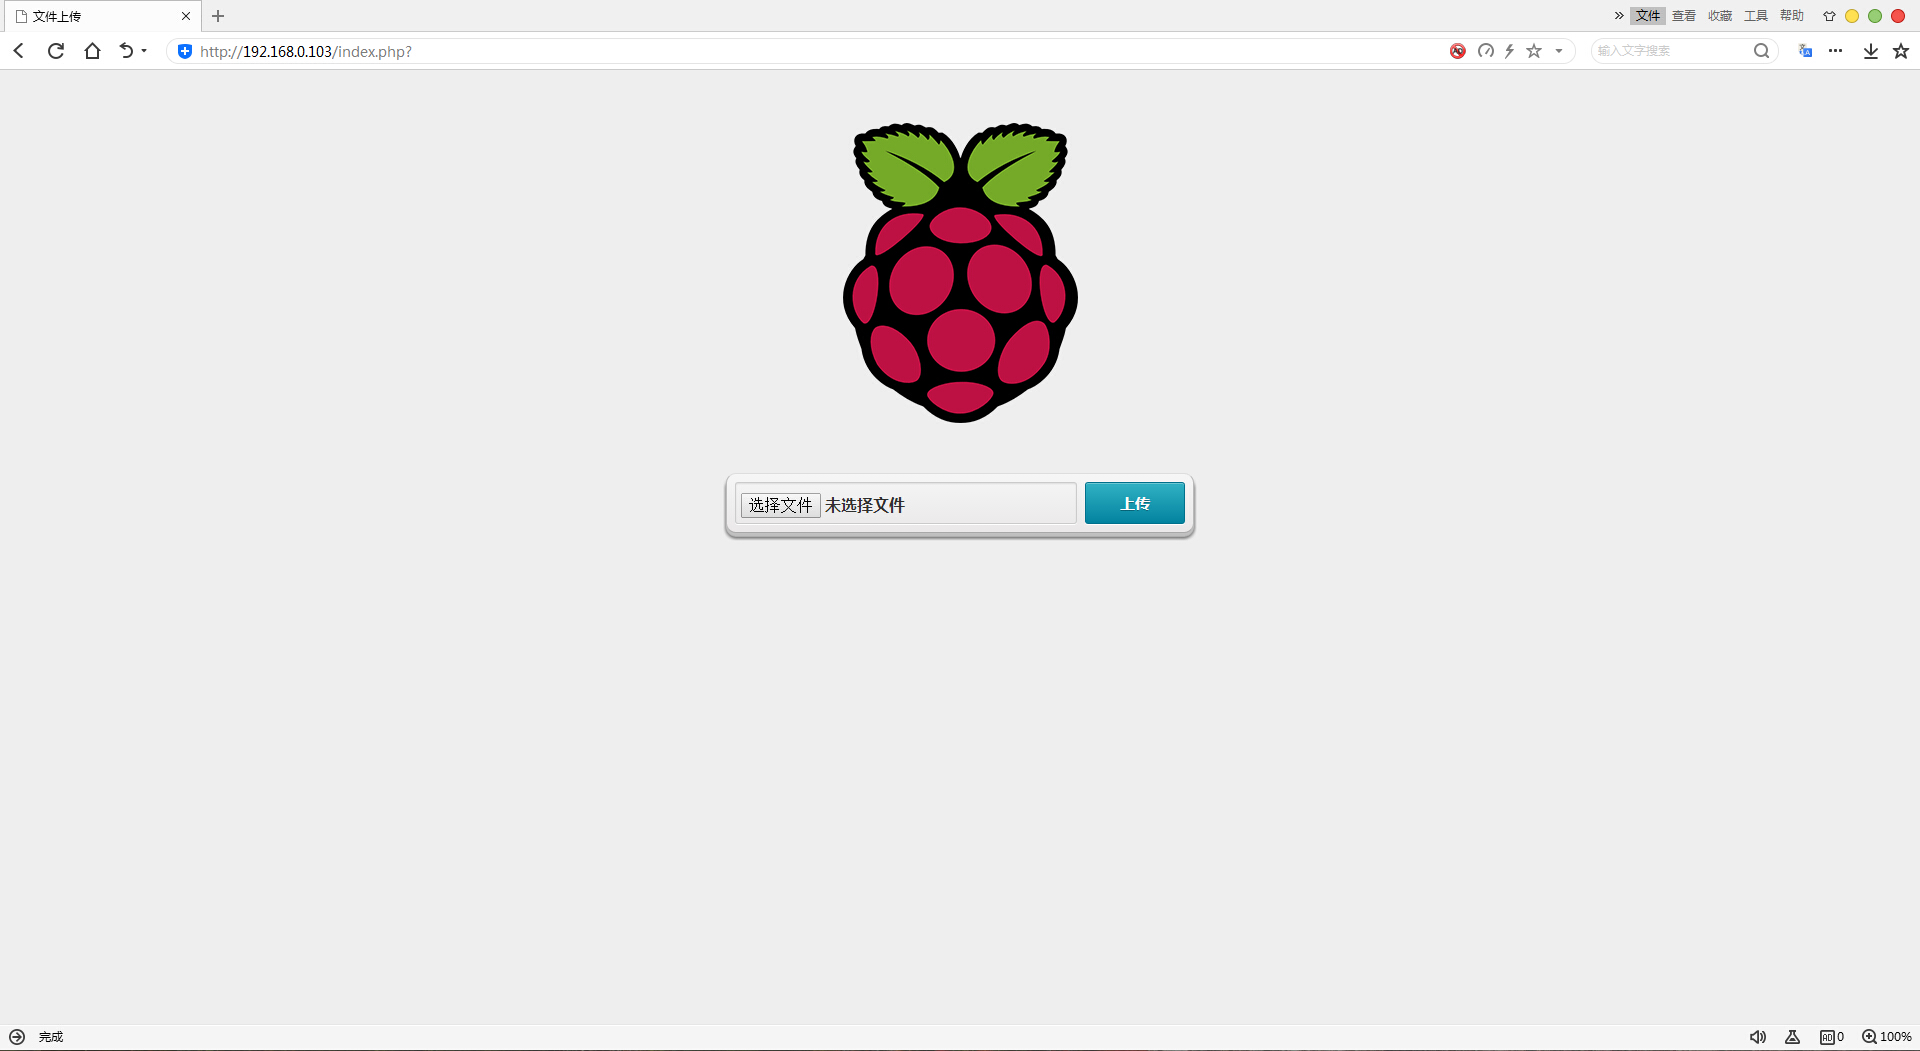 文件上传
文件 查看 收藏 工具 帮助
http://192.168.0.103/index.php?
输入文字搜索
选择文件 未选择文件
上传
完成
AD 0
100%